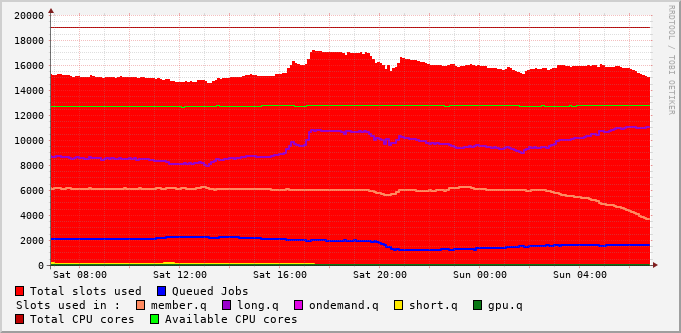 20000
18000
16000
14000
12000
10000
8000
6000
4000
2000
0
Sat 08:00 Sat 12:00 Sat 16:00 Sat 20:00 Sun 00:00 Sun 04:00
RRDTOOL / TOBI OETIKER
Total slots used Queued Jobs
Slots used in : member.q long.q ondemand.q short.q gpu.q
Total CPU cores Available CPU cores